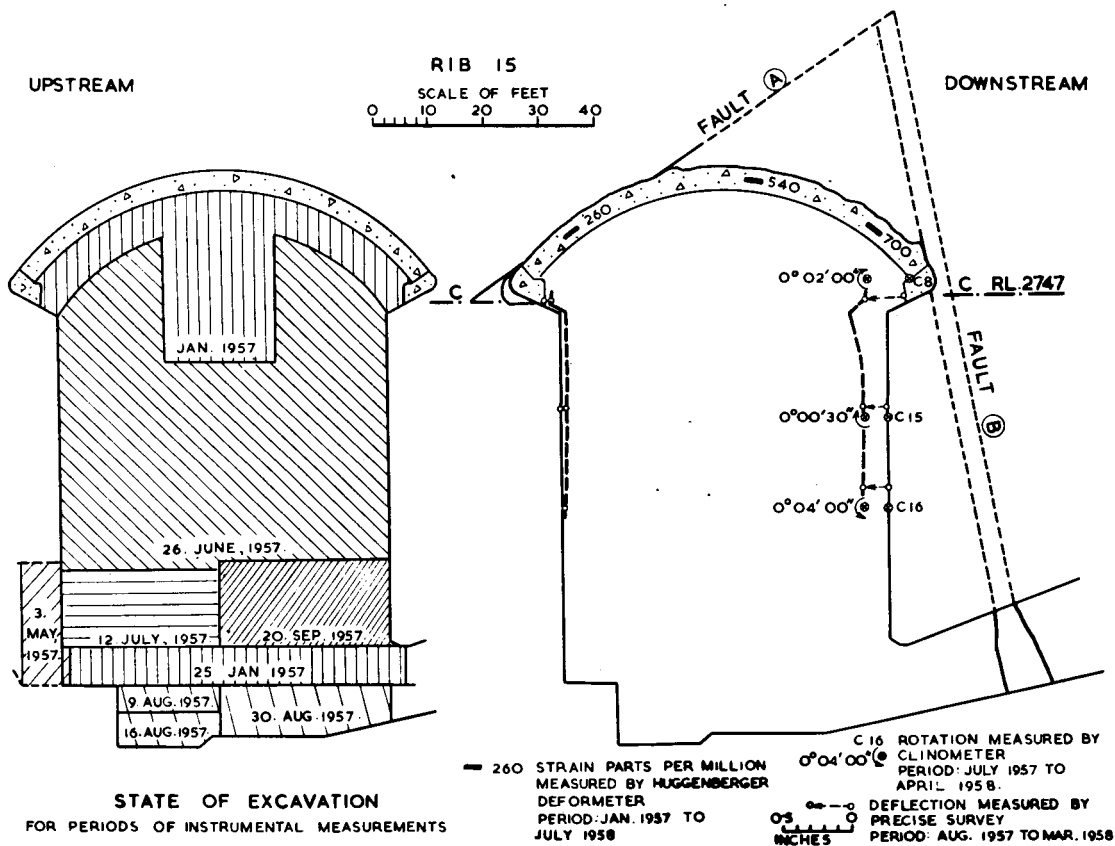 UPSTREAM
RIB 15
SCALE OF FEET
0 10 20 30 40
DOWNSTREAM
FAULT A
540
260
700
0° 02' 00"
C8
C
C RL.2747
JAN. 1957
FAULT B
0°00'30"
C15
0°04'00"
C16
26. JUNE, 1957.
3.
MAY
1957.
12 JULY, 1957
20 SEP. 1957.
25 JAN 1957
9. AUG. 1957.
30. AUG. 1957.
16. AUG. 1957
STATE OF EXCAVATION
FOR PERIODS OF INSTRUMENTAL MEASUREMENTS
260 STRAIN PARTS PER MILLION
MEASURED BY HUGGENBERGER
DEFORMETER
PERIOD: JAN. 1957 TO
JULY 1958
C 16 ROTATION MEASURED BY
0°04'00" CLINOMETER
PERIOD: JULY 1957 TO
APRIL 1958.
DEFLECTION MEASURED BY
0·5 0 PRECISE SURVEY
INCHES PERIOD: AUG. 1957 TO MAR. 1958